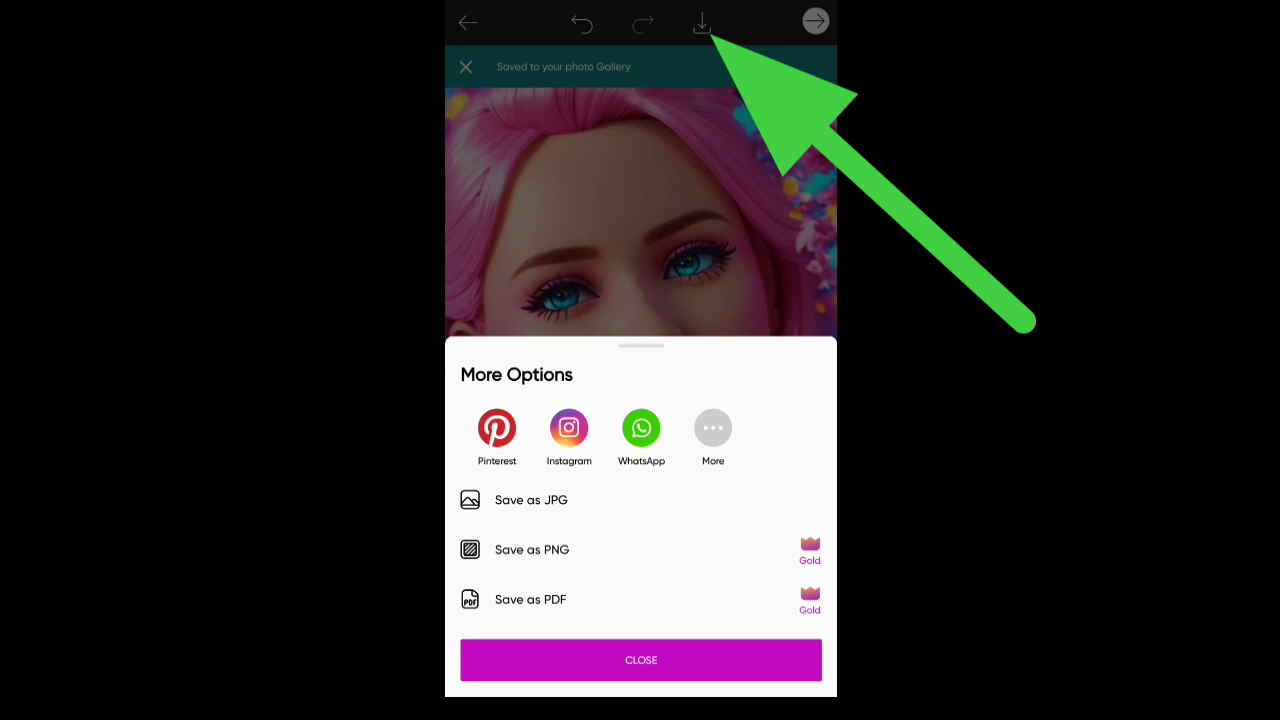 Saved to your photo Gallery
More Options
Pinterest
Instagram
WhatsApp
More
Save as JPG
Save as PNG
Gold
PDF
Save as PDF
Gold
CLOSE